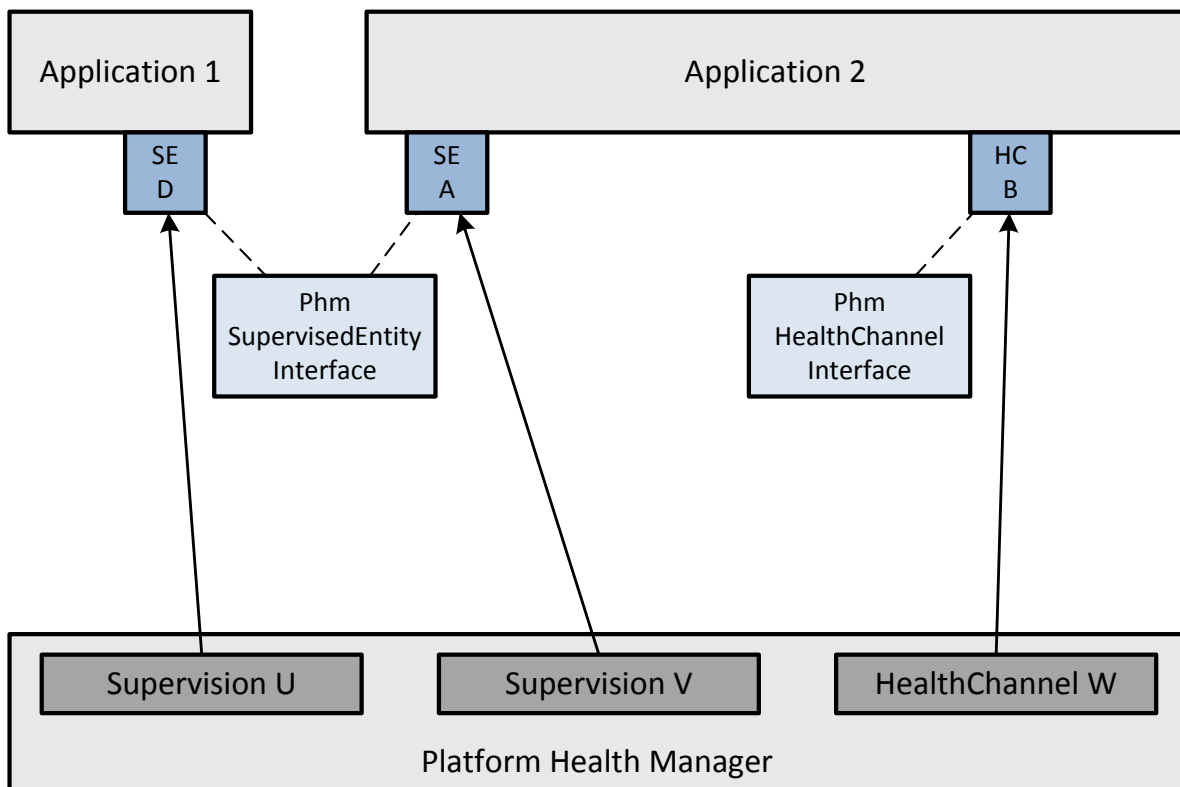 Application 1
Application 2
SE
D
SE
A
HC
B
Phm
SupervisedEntity
Interface
Phm
HealthChannel
Interface
Supervision U
Supervision V
HealthChannel W
Platform Health Manager